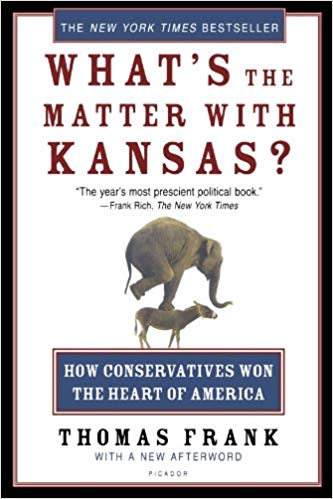 THE NEW YORK TIMES BESTSELLER
WHAT'S THE
MATTER WITH
KANSAS?
"The year's most prescient political book."
—Frank Rich, The New York Times
HOW CONSERVATIVES WON
THE HEART OF AMERICA
THOMAS FRANK
WITH A NEW AFTERWORD
PICADOR